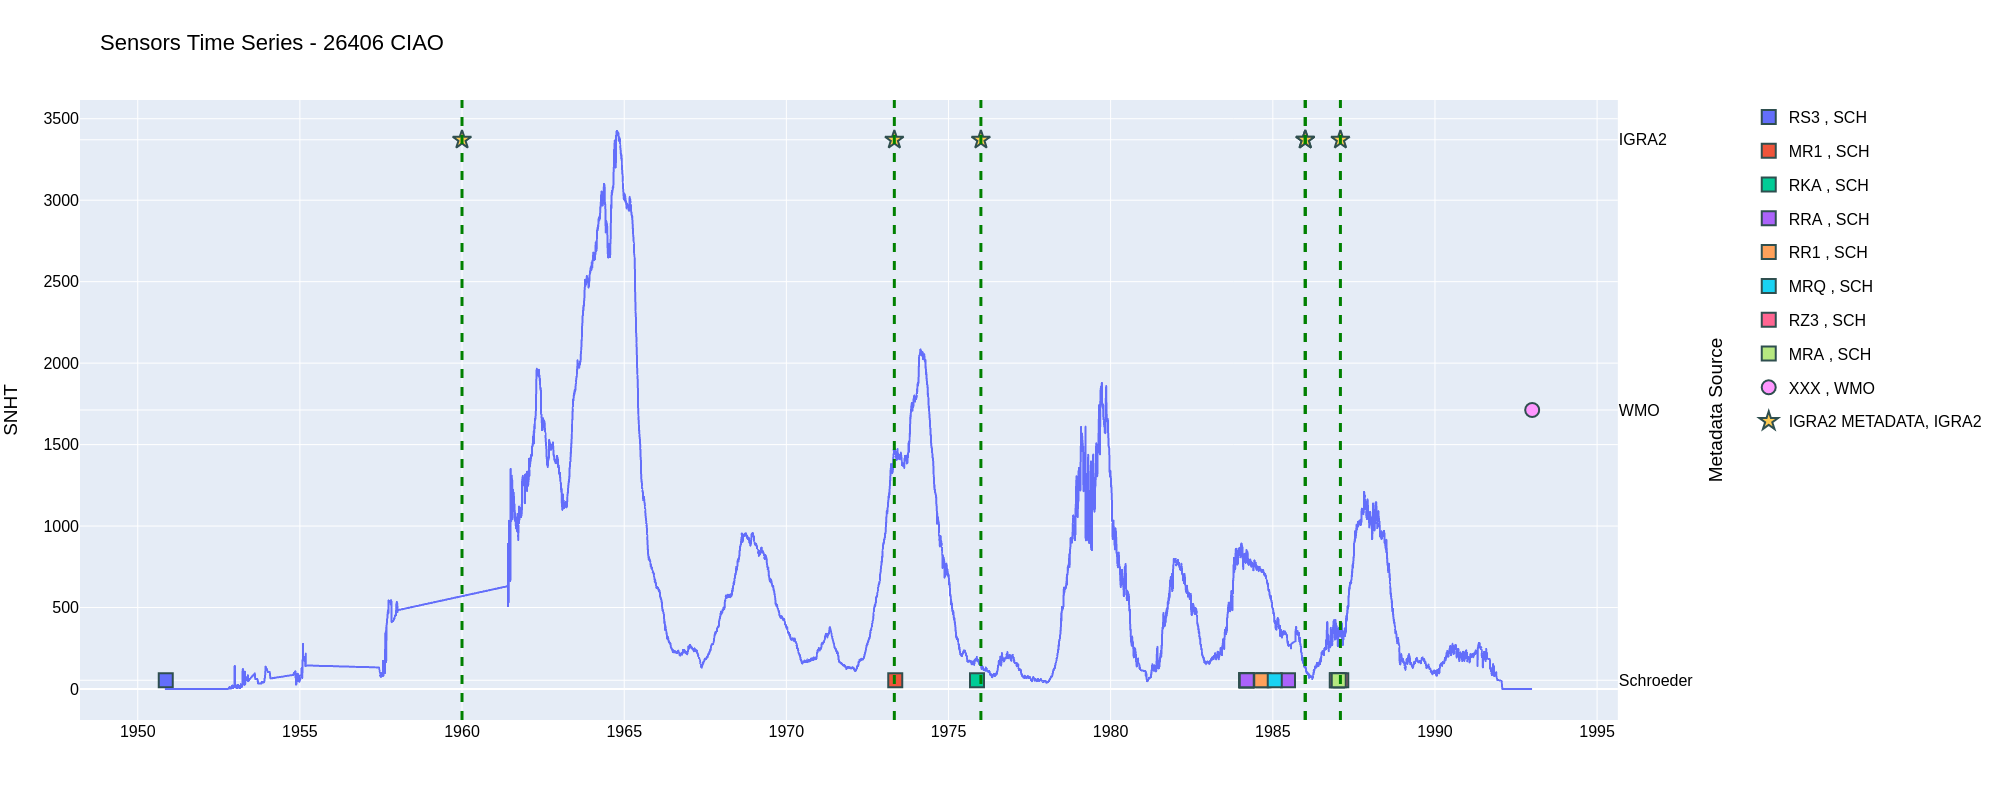 Sensors Time Series - 26406 CIAO
SNHT
3500
3000
2500
2000
1500
1000
500
0
1950
1955
1960
1965
1970
1975
1980
1985
1990
1995
IGRA2
WMO
Schroeder
Metadata Source
RS3 , SCH
MR1 , SCH
RKA , SCH
RRA , SCH
RR1 , SCH
MRQ , SCH
RZ3 , SCH
MRA , SCH
XXX , WMO
IGRA2 METADATA, IGRA2